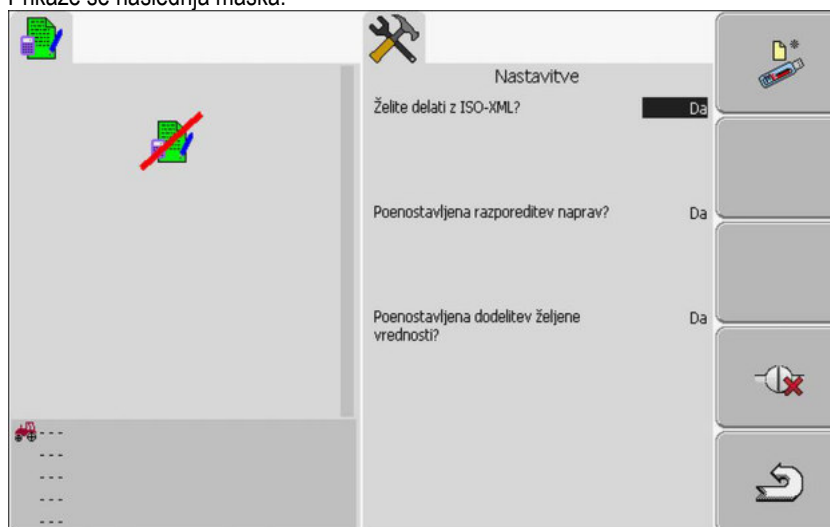 Prikaže se naslednja maska:
Nastavitve
Želite delati z ISO-XML? Da
Poenostavljena razporeditev naprav? Da
Poenostavljena dodelitev željene Da
vrednosti?
---
---
---
---
---